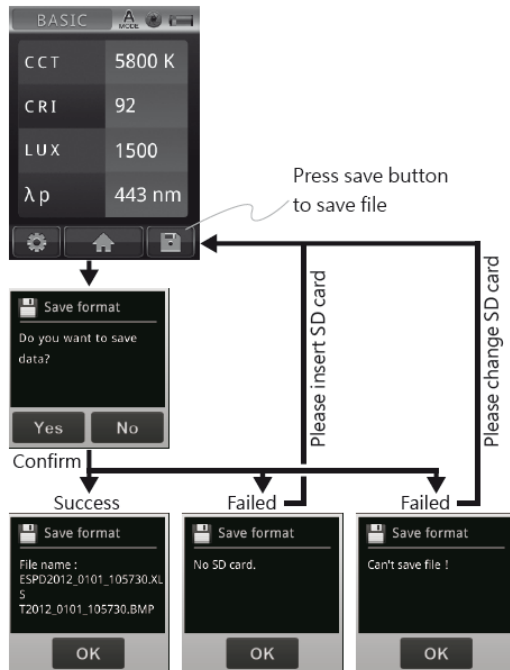 BASIC
A
MODE
CCT 5800 K
CRI 92
LUX 1500
λp 443 nm
Press save button
to save file
Please insert SD card
Please change SD card
Save format
Do you want to save
data?
Yes No
Confirm
Success
Failed
Failed
Save format
File name :
ESPD2012_0101_105730.XL
S
T2012_0101_105730.BMP
OK
Save format
No SD card.
OK
Save format
Can't save file !
OK